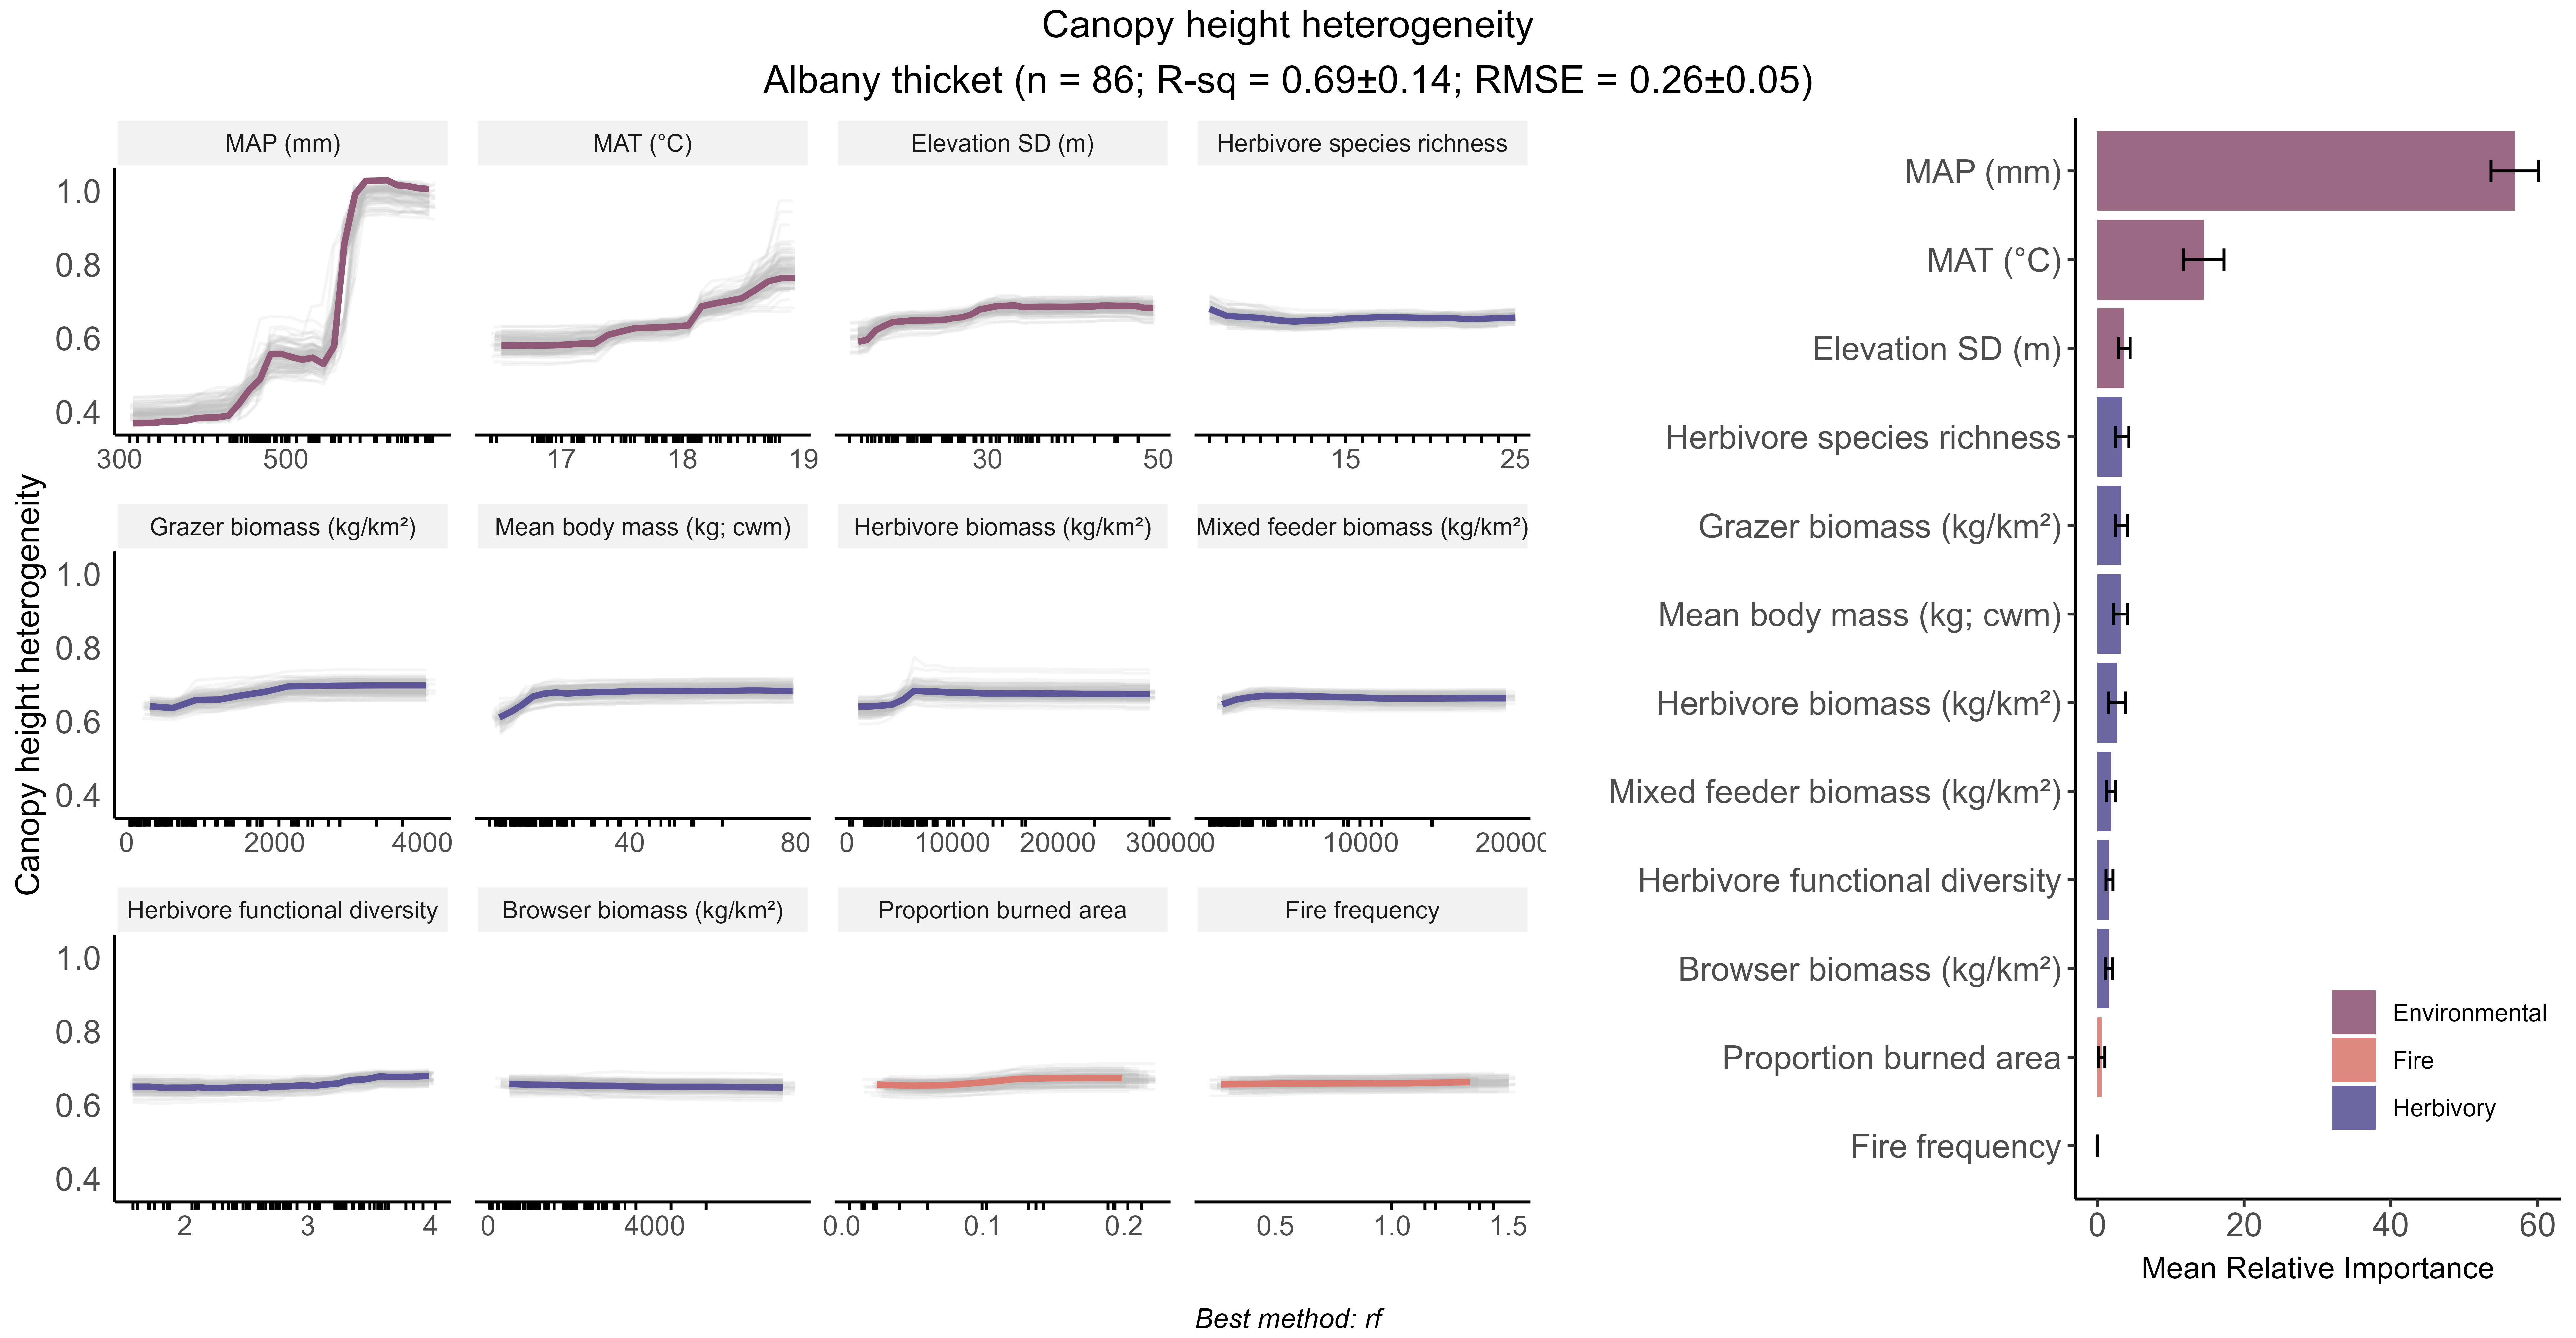 Canopy height heterogeneity
Albany thicket (n = 86; R-sq = 0.69±0.14; RMSE = 0.26±0.05)
Canopy height heterogeneity
MAP (mm)
MAT (°C)
Elevation SD (m)
Herbivore species richness
1.0
0.8
0.6
0.4
300 500
17 18 19
30 50
15 25
Grazer biomass (kg/km²)
Mean body mass (kg; cwm)
Herbivore biomass (kg/km²)
Mixed feeder biomass (kg/km²)
1.0
0.8
0.6
0.4
0 2000 4000
40 80
0 10000 20000 30000
0 10000 20000
Herbivore functional diversity
Browser biomass (kg/km²)
Proportion burned area
Fire frequency
1.0
0.8
0.6
0.4
2 3 4
0 4000
0.0 0.1 0.2
0.5 1.0 1.5
MAP (mm)
MAT (°C)
Elevation SD (m)
Herbivore species richness
Grazer biomass (kg/km²)
Mean body mass (kg; cwm)
Herbivore biomass (kg/km²)
Mixed feeder biomass (kg/km²)
Herbivore functional diversity
Browser biomass (kg/km²)
Proportion burned area
Fire frequency
Environmental
Fire
Herbivory
0 20 40 60
Mean Relative Importance
Best method: rf